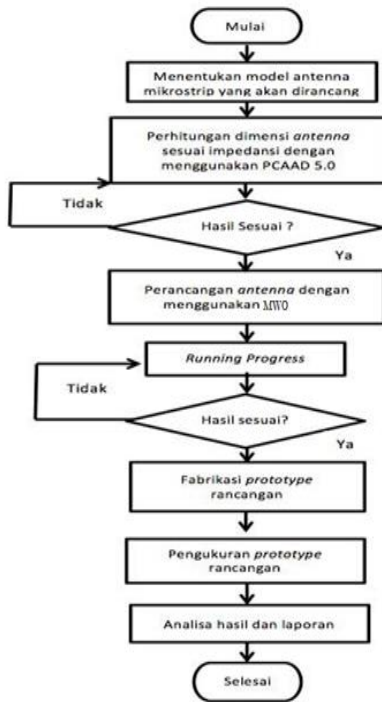 Mulai
Menentukan model antenna
mikrostrip yang akan dirancang
Perhitungan dimensi antenna
sesuai impedansi dengan
menggunakan PCAAD 5.0
Tidak
Hasil Sesuai ?
Ya
Perancangan antenna dengan
menggunakan MWO
Running Progress
Tidak
Hasil sesuai?
Ya
Fabrikasi prototype
rancangan
Pengukuran prototype
rancangan
Analisa hasil dan laporan
Selesai